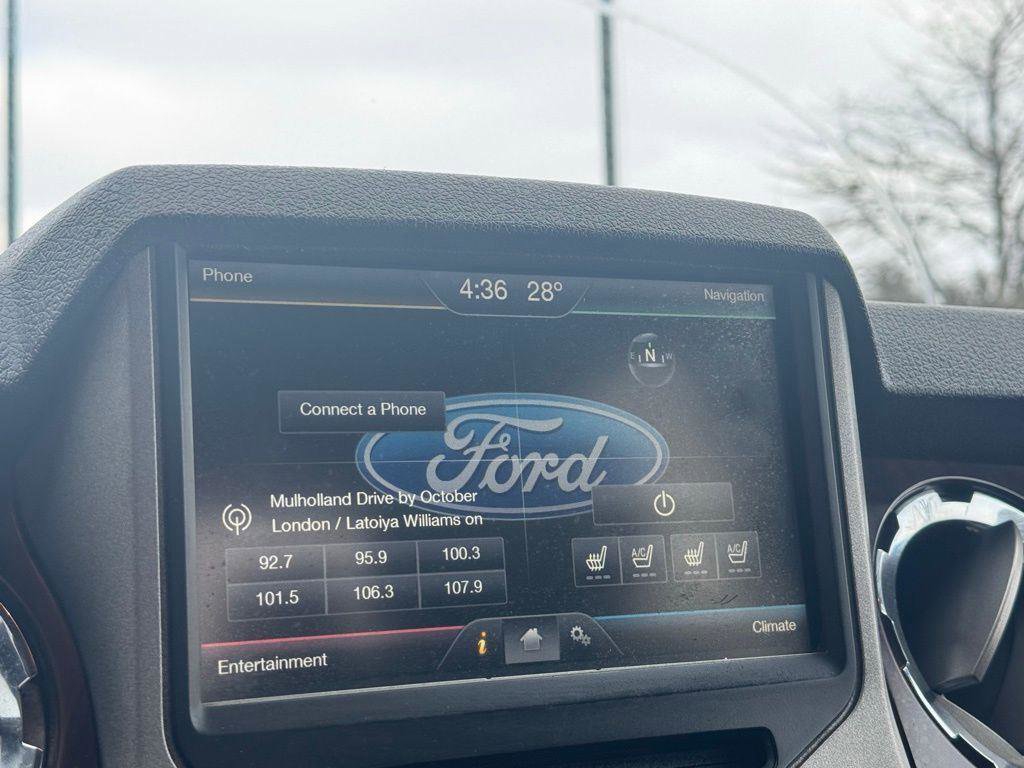 Phone
4:36 28°
Navigation
E N W
Connect a Phone
Ford
Mulholland Drive by October
London / Latoiya Williams on
92.7 95.9 100.3
101.5 106.3 107.9
A/C A/C
i
Entertainment
Climate